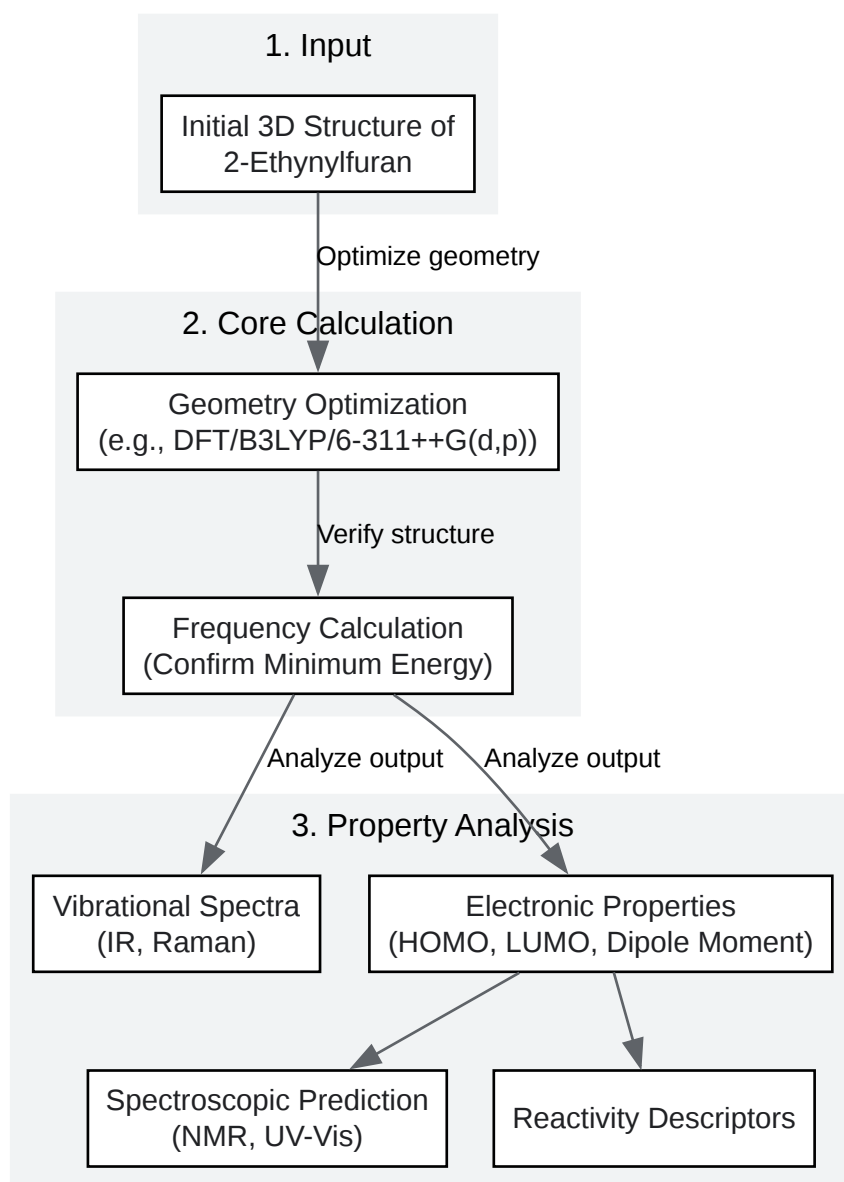 1. Input
Initial 3D Structure of
2-Ethynylfuran
Optimize geometry
2. Core Calculation
Geometry Optimization
(e.g., DFT/B3LYP/6-311++G(d,p))
Verify structure
Frequency Calculation
(Confirm Minimum Energy)
Analyze output
Analyze output
3. Property Analysis
Vibrational Spectra
(IR, Raman)
Electronic Properties
(HOMO, LUMO, Dipole Moment)
Spectroscopic Prediction
(NMR, UV-Vis)
Reactivity Descriptors